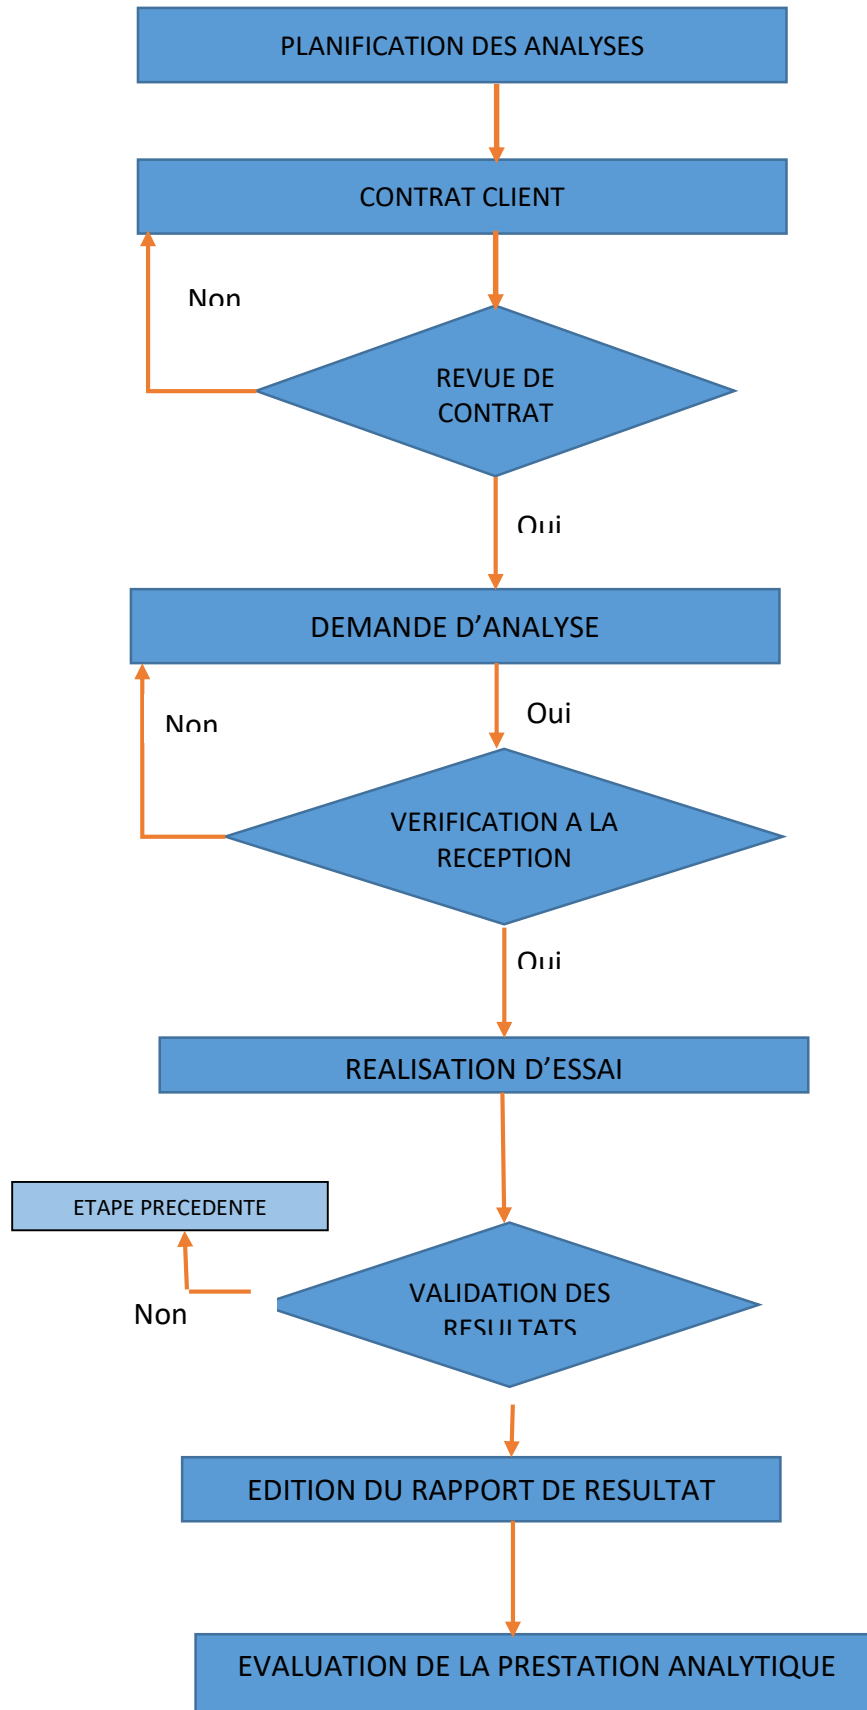 PLANIFICATION DES ANALYSES
CONTRAT CLIENT
Non
REVUE DE
CONTRAT
Oui
DEMANDE D’ANALYSE
Non
Oui
VERIFICATION A LA
RECEPTION
Oui
REALISATION D’ESSAI
ETAPE PRECEDENTE
Non
VALIDATION DES
RESULTATS
EDITION DU RAPPORT DE RESULTAT
EVALUATION DE LA PRESTATION ANALYTIQUE